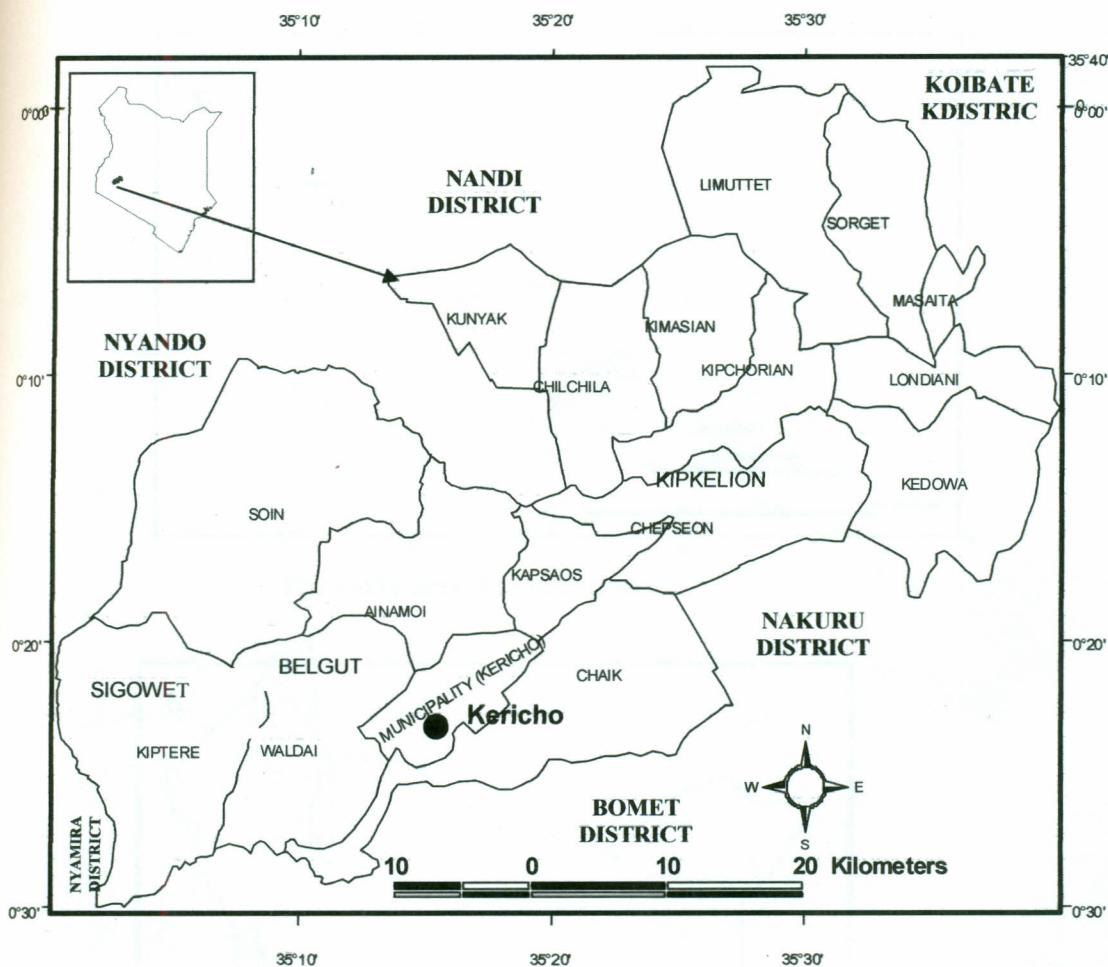 35°10'
35°20'
35°30'
35°40'
0°00'
KOIBATE
KDISTRIC
0°00'
NANDI
DISTRICT
LIMUTTET
SORGET
MASAITA
KUNYAK
KIMASIAN
NYANDO
DISTRICT
KIPCHORIAN
0°10'
CHILCHILA
LONDIANI
0°10'
KIPKELION
KEDOWA
SOIN
CHEPSEON
KAPSAOS
AINAMOI
NAKURU
DISTRICT
0°20'
0°20'
BELGUT
MUNICIPALITY (KERICHO)
CHAIK
SIGOWET
Kericho
KIPTERE
WALDAI
N
W
E
S
BOMET
DISTRICT
NYAMIRA
DISTRICT
10 0 10 20 Kilometers
0°30'
0°30'
35°10'
35°20'
35°30'